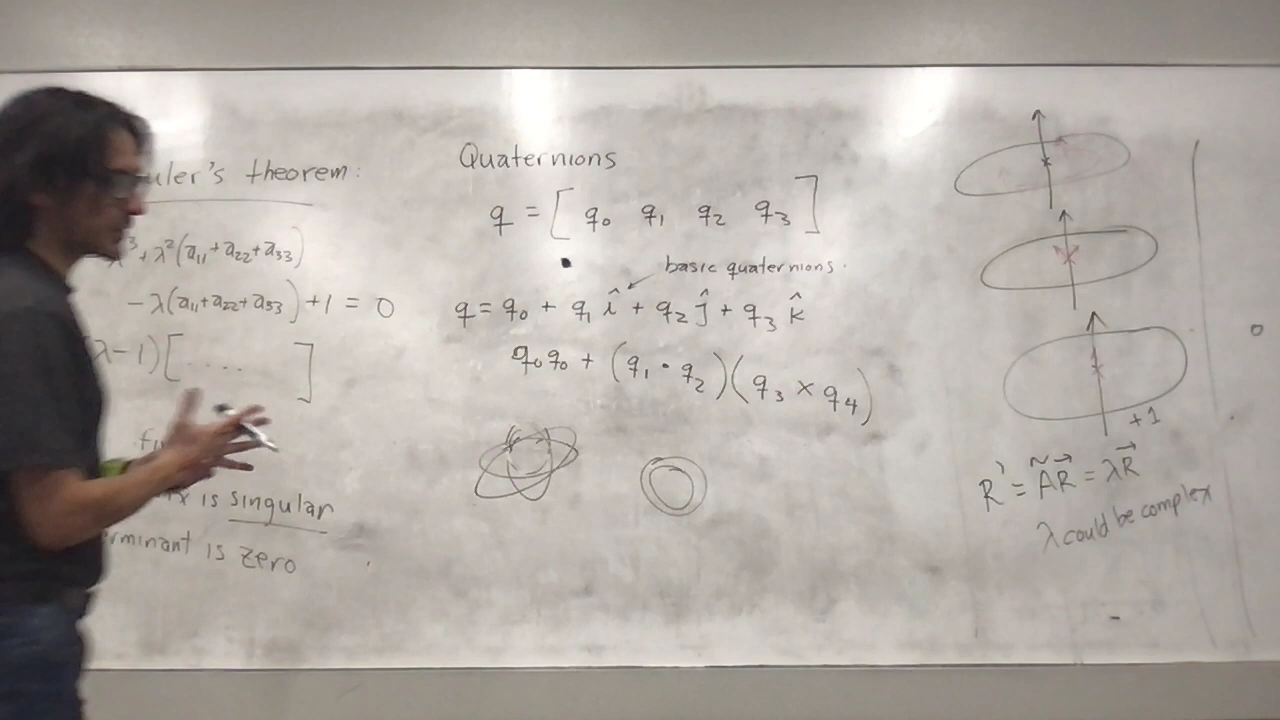 uler's theorem:
λ³ + λ²(a₁₁+a₂₂+a₃₃)
-λ(a₁₁+a₂₂+a₃₃)+1 = 0
λ-1)[.... ]
is singular
erminant is zero
Quaternions
q = [ q₀ q₁ q₂ q₃ ]
basic quaternions.
q = q₀ + q₁ î + q₂ ĵ + q₃ k̂
q₀q₀ + (q₁ • q₂)(q₃ × q₄)
+1
R' = ÃR⃗ = λR⃗
λ could be complex